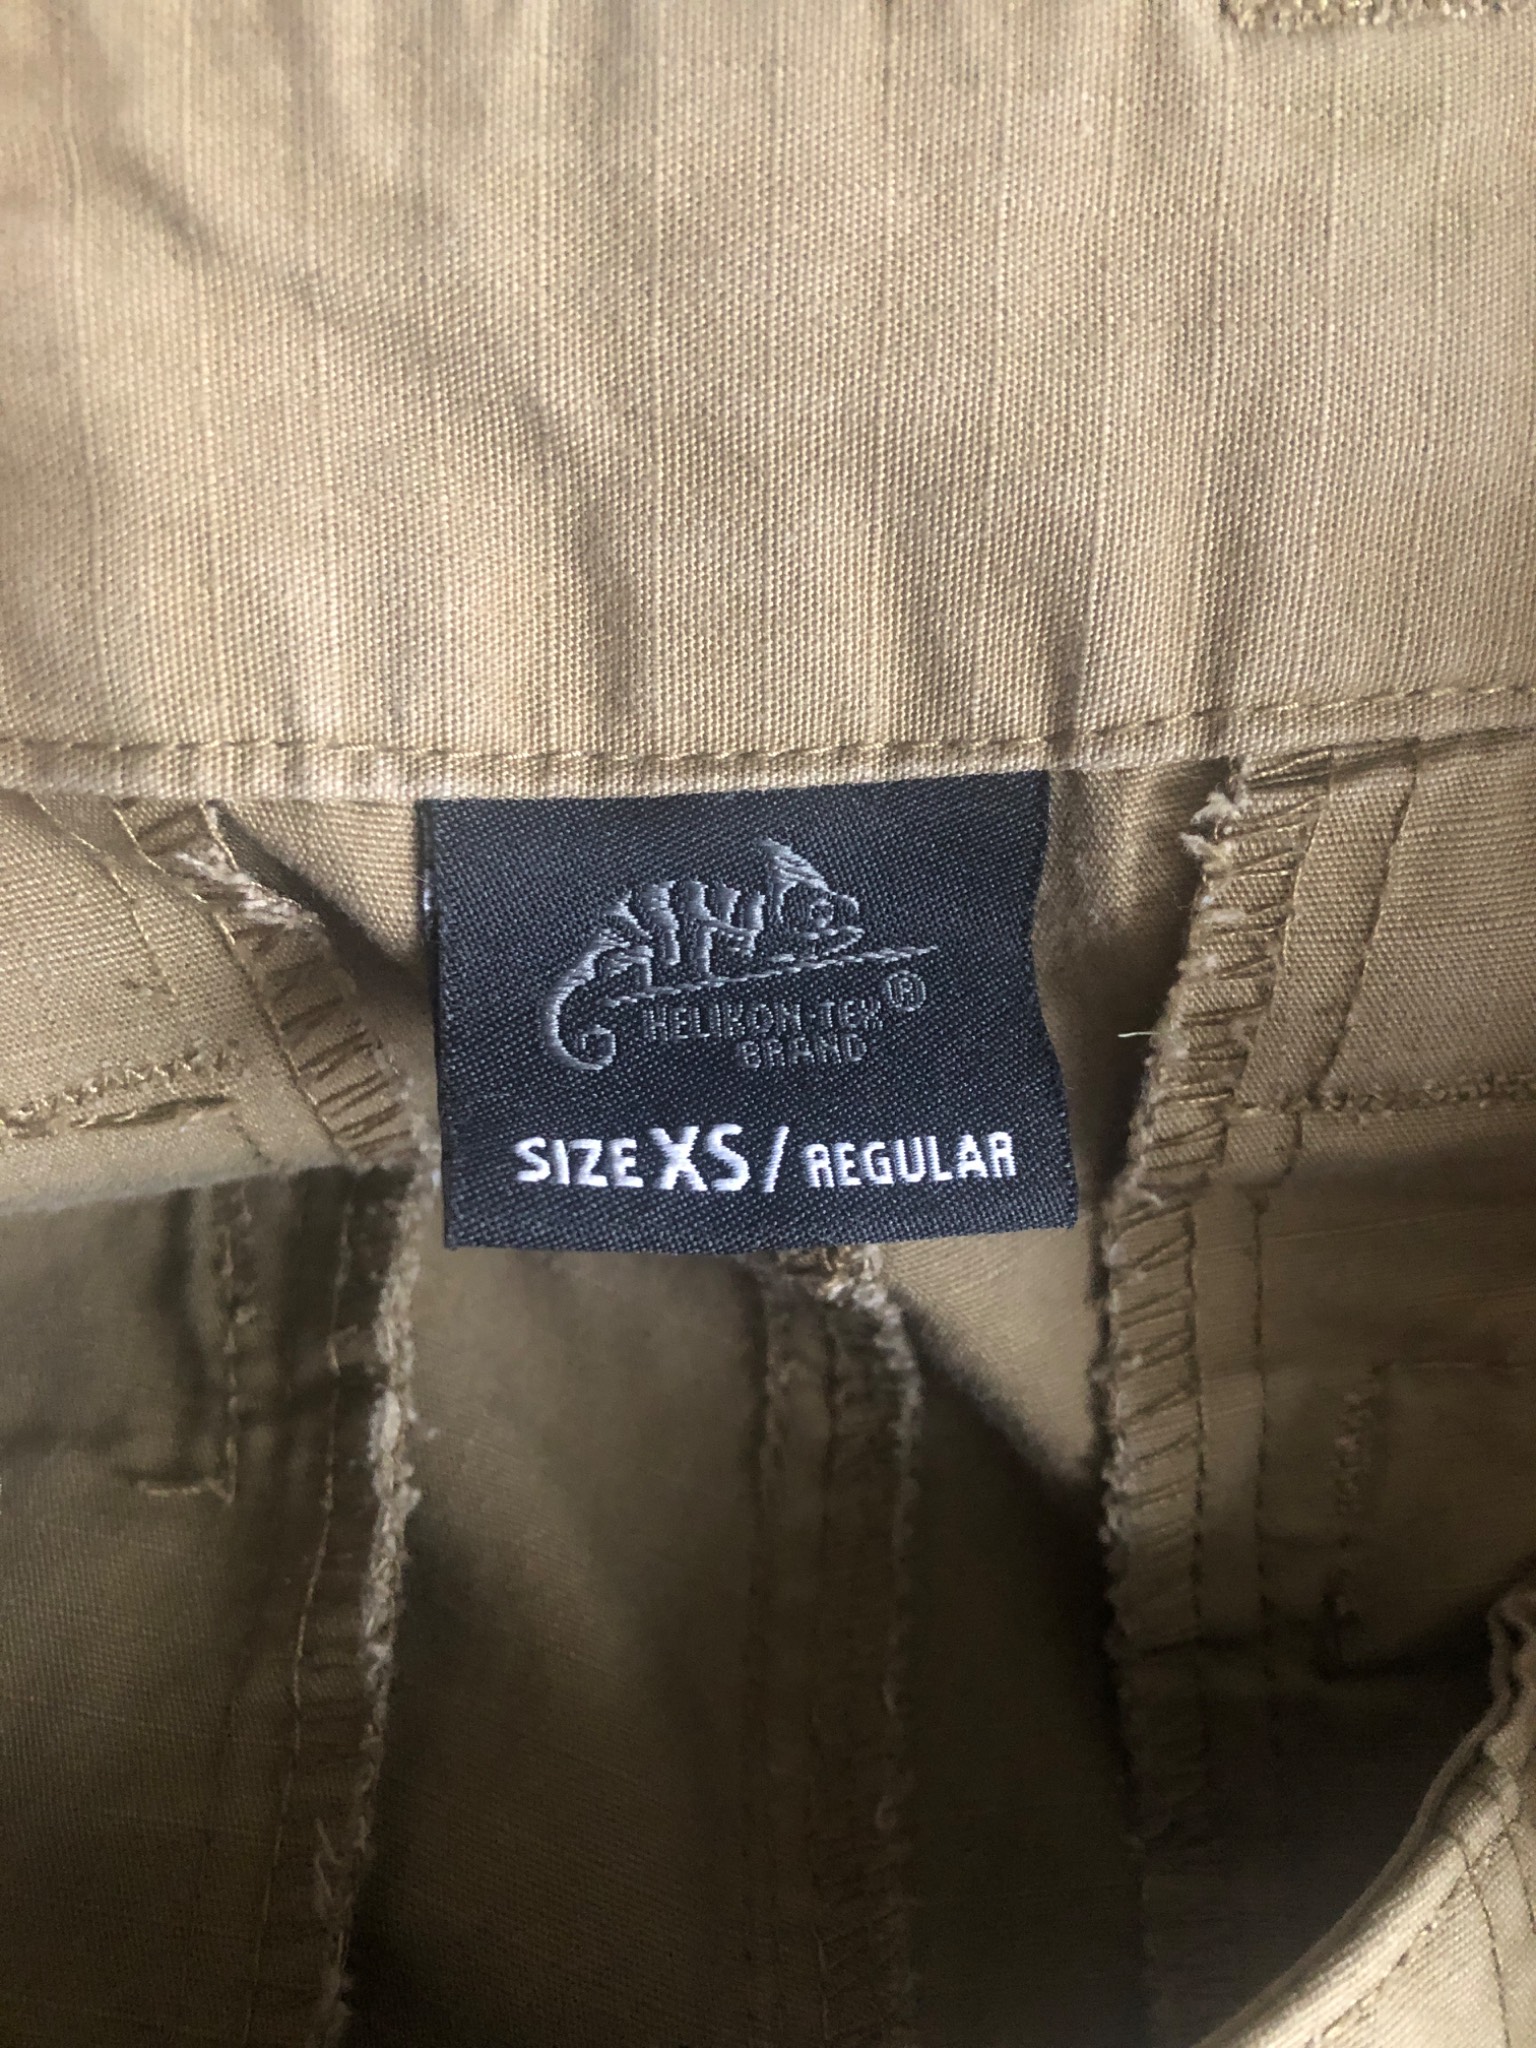 HELIKON-TEX®
BRAND
SIZE XS / REGULAR